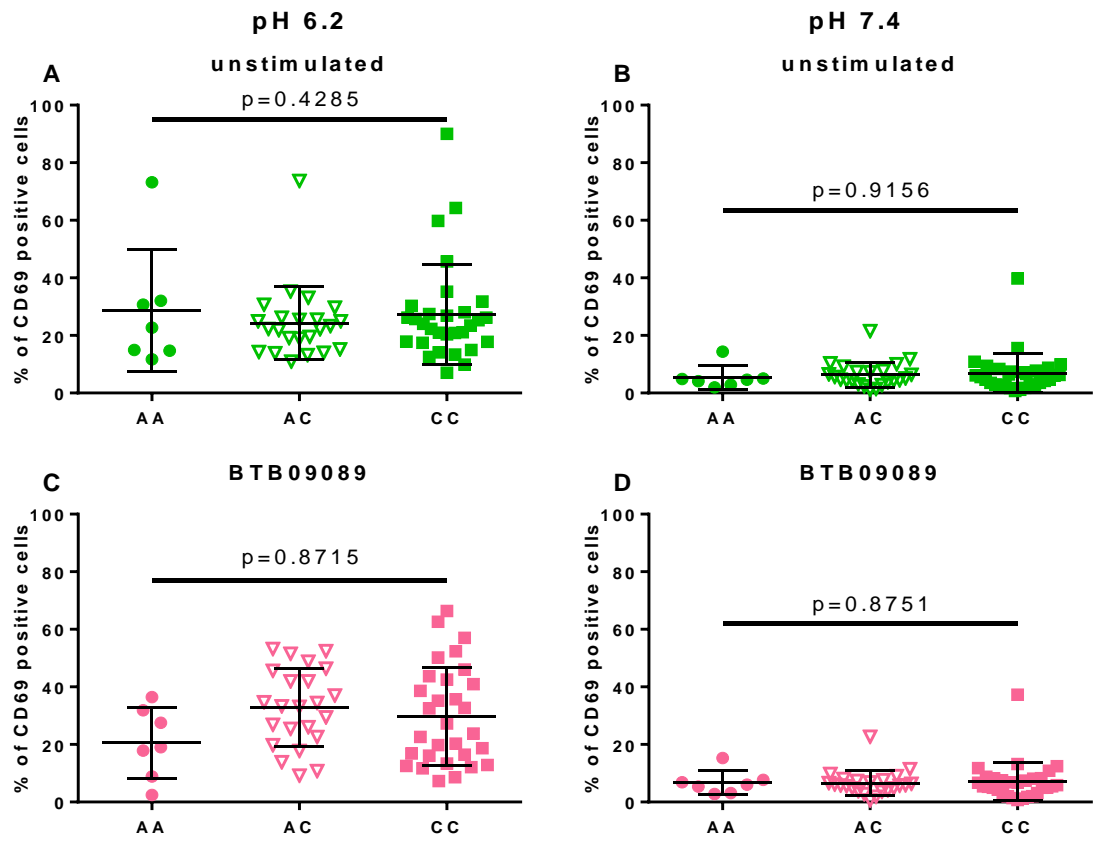 pH 6.2
pH 7.4
A
unstimulated
% of CD69 positive cells
100
80
60
40
20
0
p=0.4285
AA AC CC
B
unstimulated
% of CD69 positive cells
100
80
60
40
20
0
p=0.9156
AA AC CC
C
BTB09089
% of CD69 positive cells
100
80
60
40
20
0
p=0.8715
AA AC CC
D
BTB09089
% of CD69 positive cells
100
80
60
40
20
0
p=0.8751
AA AC CC